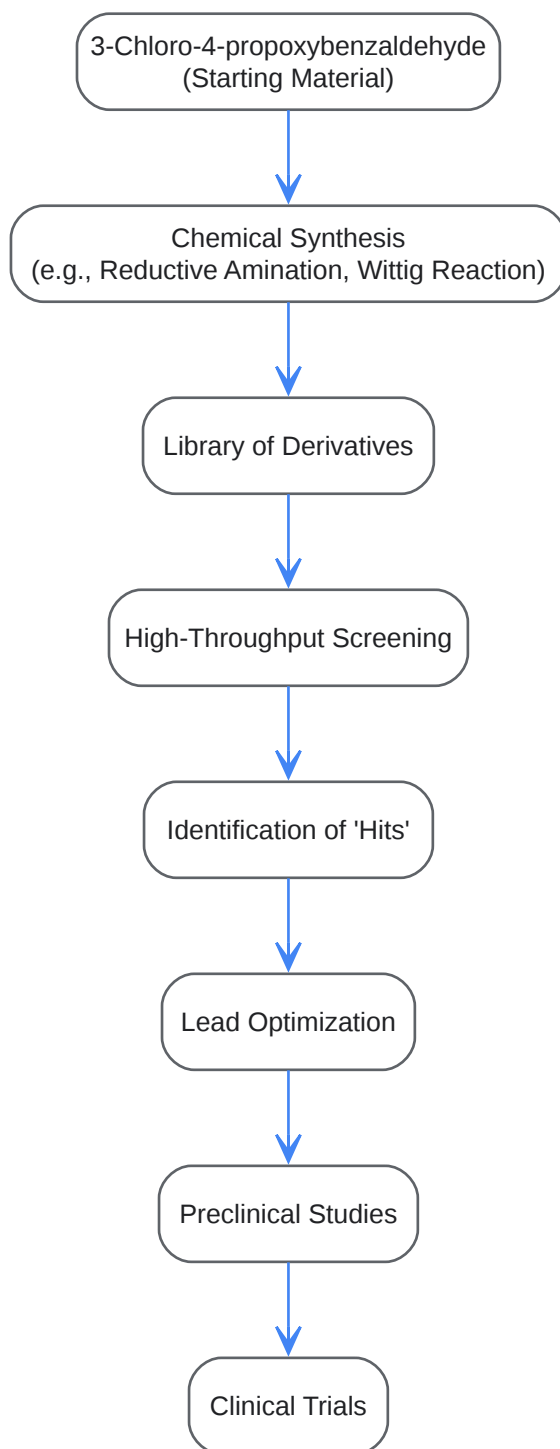 3-Chloro-4-propoxybenzaldehyde
(Starting Material)
Chemical Synthesis
(e.g., Reductive Amination, Wittig Reaction)
Library of Derivatives
High-Throughput Screening
Identification of 'Hits'
Lead Optimization
Preclinical Studies
Clinical Trials